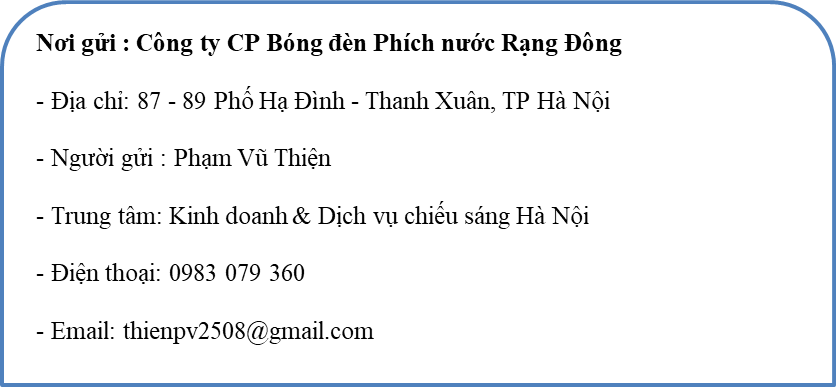 Nơi gửi : Công ty CP Bóng đèn Phích nước Rạng Đông
- Địa chỉ: 87 - 89 Phố Hạ Đình - Thanh Xuân, TP Hà Nội
- Người gửi : Phạm Vũ Thiện
- Trung tâm: Kinh doanh & Dịch vụ chiếu sáng Hà Nội
- Điện thoại: 0983 079 360
- Email: thienpv2508@gmail.com